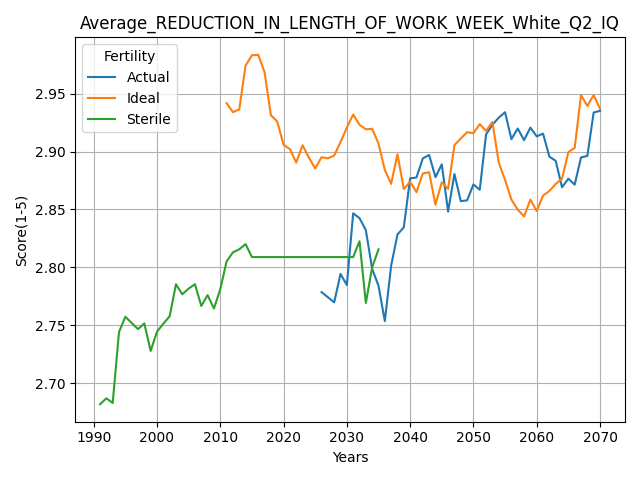 Average_REDUCTION_IN_LENGTH_OF_WORK_WEEK_White_Q2_IQ
Fertility
Actual
Ideal
Sterile
Score(1-5)
2.95
2.90
2.85
2.80
2.75
2.70
1990 2000 2010 2020 2030 2040 2050 2060 2070
Years